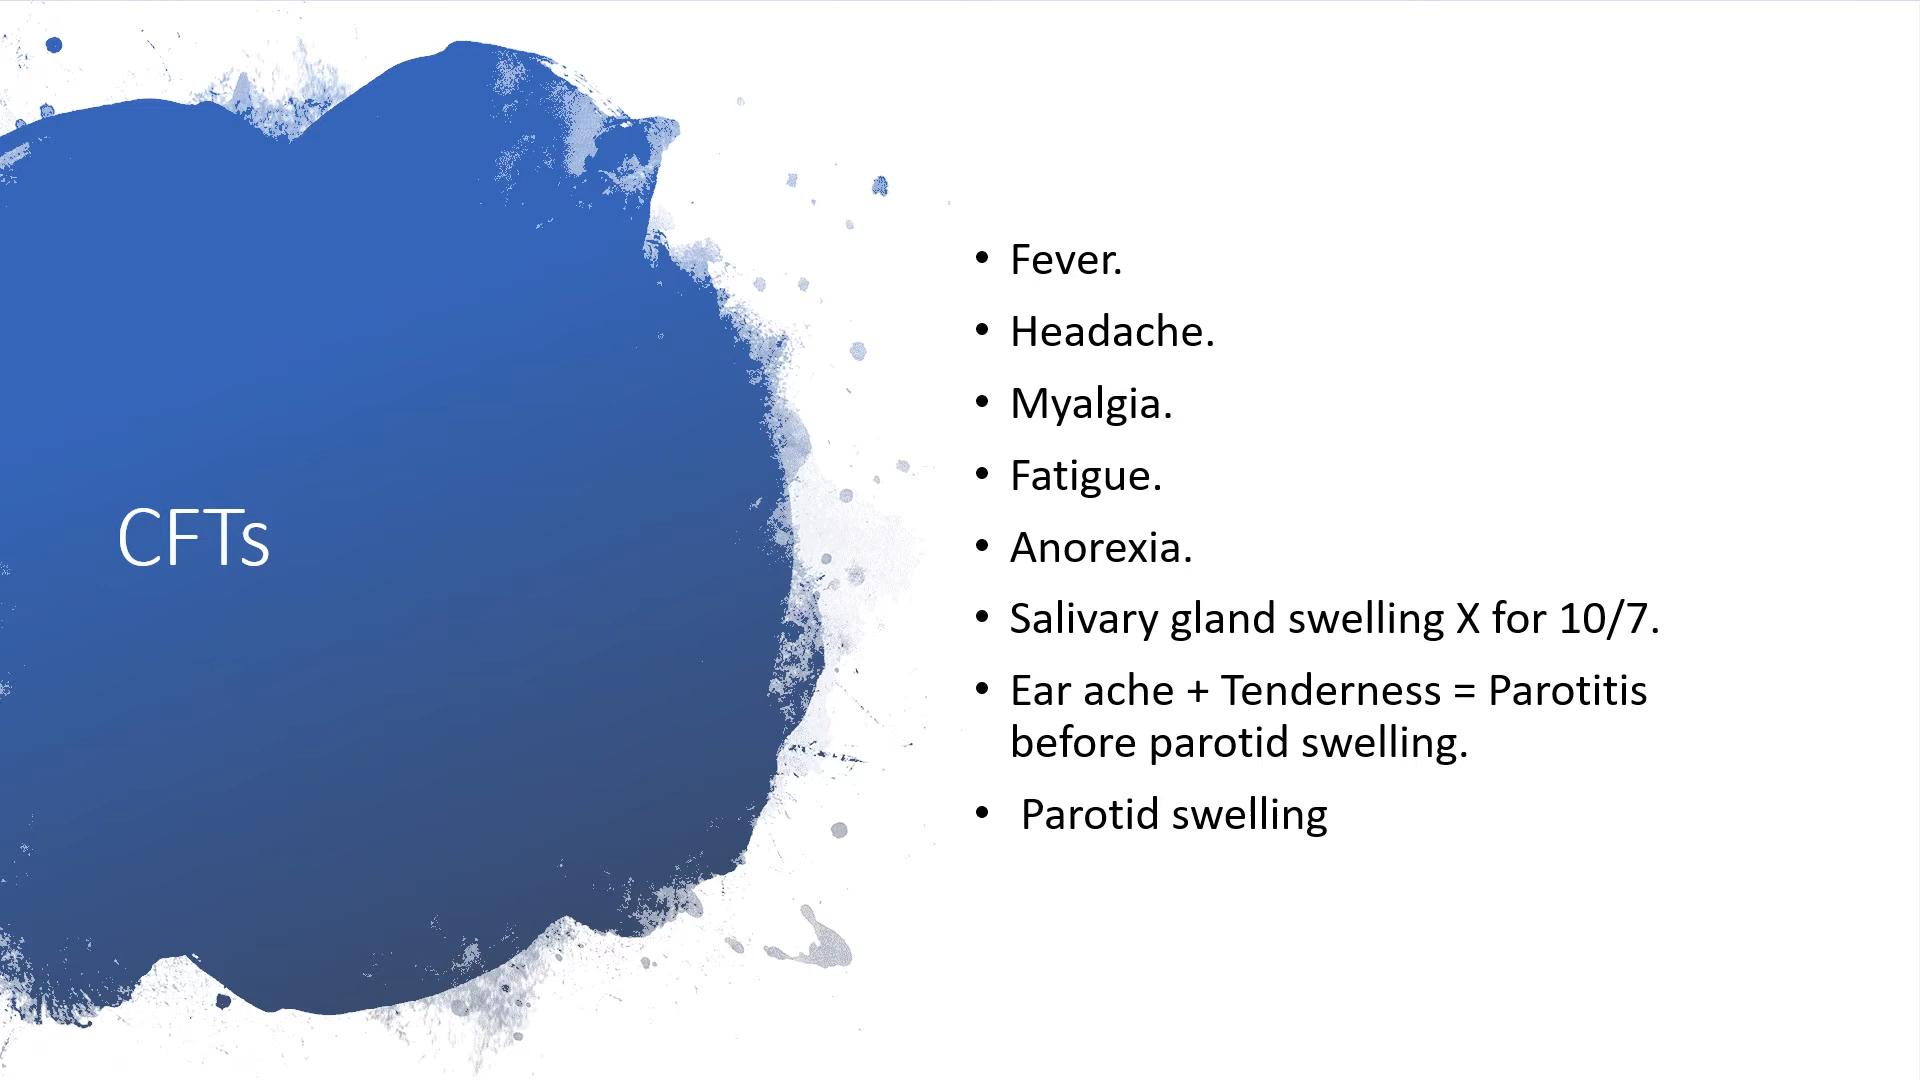 CFTs
• Fever.
• Headache.
• Myalgia.
• Fatigue.
• Anorexia.
• Salivary gland swelling X for 10/7.
• Ear ache + Tenderness = Parotitis
before parotid swelling.
• Parotid swelling